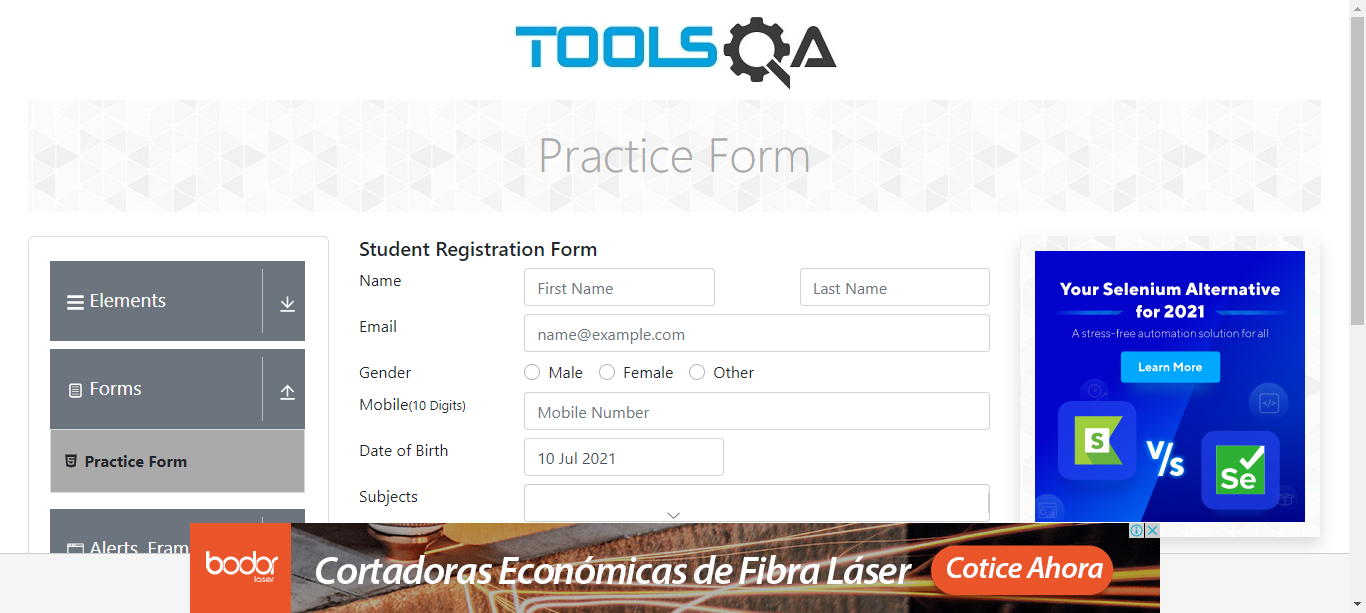 TOOLSQA
Practice Form
Elements
Forms
Practice Form
Alerts, Fram
Student Registration Form
Name
First Name
Last Name
Email
name@example.com
Gender
Male
Female
Other
Mobile(10 Digits)
Mobile Number
Date of Birth
10 Jul 2021
Subjects
Your Selenium Alternative
for 2021
A stress-free automation solution for all
Learn More
S
V/s
Se
bodor
laser
Cortadoras Económicas de Fibra Láser
Cotice Ahora